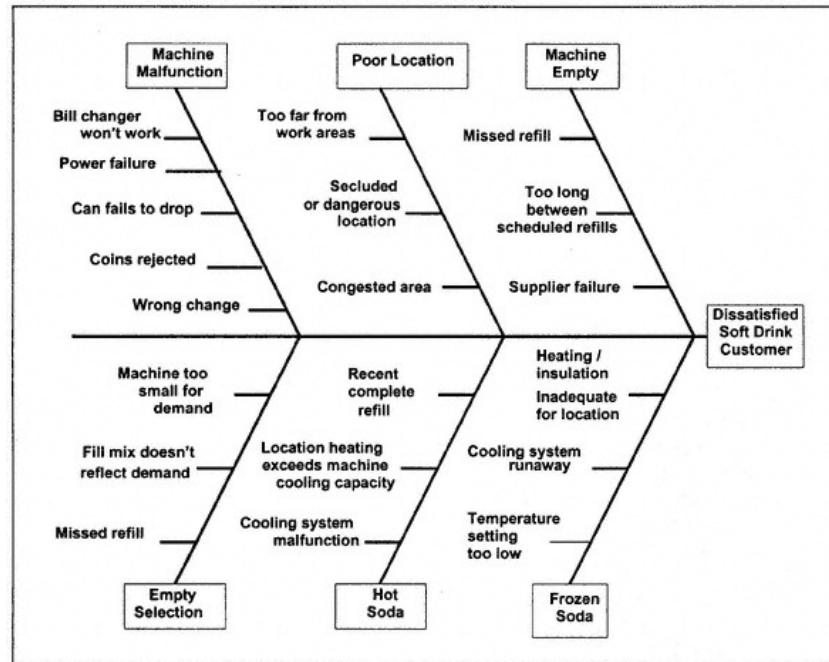 Machine
Malfunction
Poor Location
Machine
Empty
Bill changer
won't work
Power failure
Can fails to drop
Coins rejected
Wrong change
Too far from
work areas
Secluded
or dangerous
location
Congested area
Missed refill
Too long
between
scheduled refills
Supplier failure
Dissatisfied
Soft Drink
Customer
Machine too
small for
demand
Fill mix doesn't
reflect demand
Missed refill
Recent
complete
refill
Location heating
exceeds machine
cooling capacity
Cooling system
malfunction
Heating /
insulation
Inadequate
for location
Cooling system
runaway
Temperature
setting
too low
Empty
Selection
Hot
Soda
Frozen
Soda